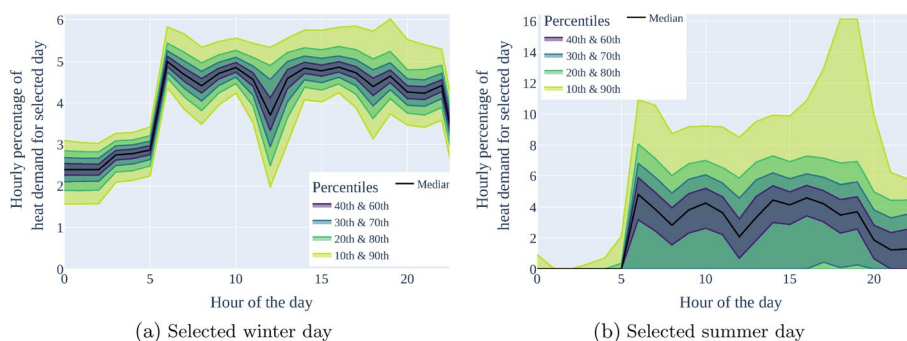 Hourly percentage of
heat demand for selected day
6
5
4
3
2
1
0
Percentiles
Median
40th & 60th
30th & 70th
20th & 80th
10th & 90th
0
5
10
15
20
Hour of the day
(a) Selected winter day
Hourly percentage of
heat demand for selected day
16
14
12
10
8
6
4
2
0
Percentiles
Median
40th & 60th
30th & 70th
20th & 80th
10th & 90th
0
5
10
15
20
Hour of the day
(b) Selected summer day